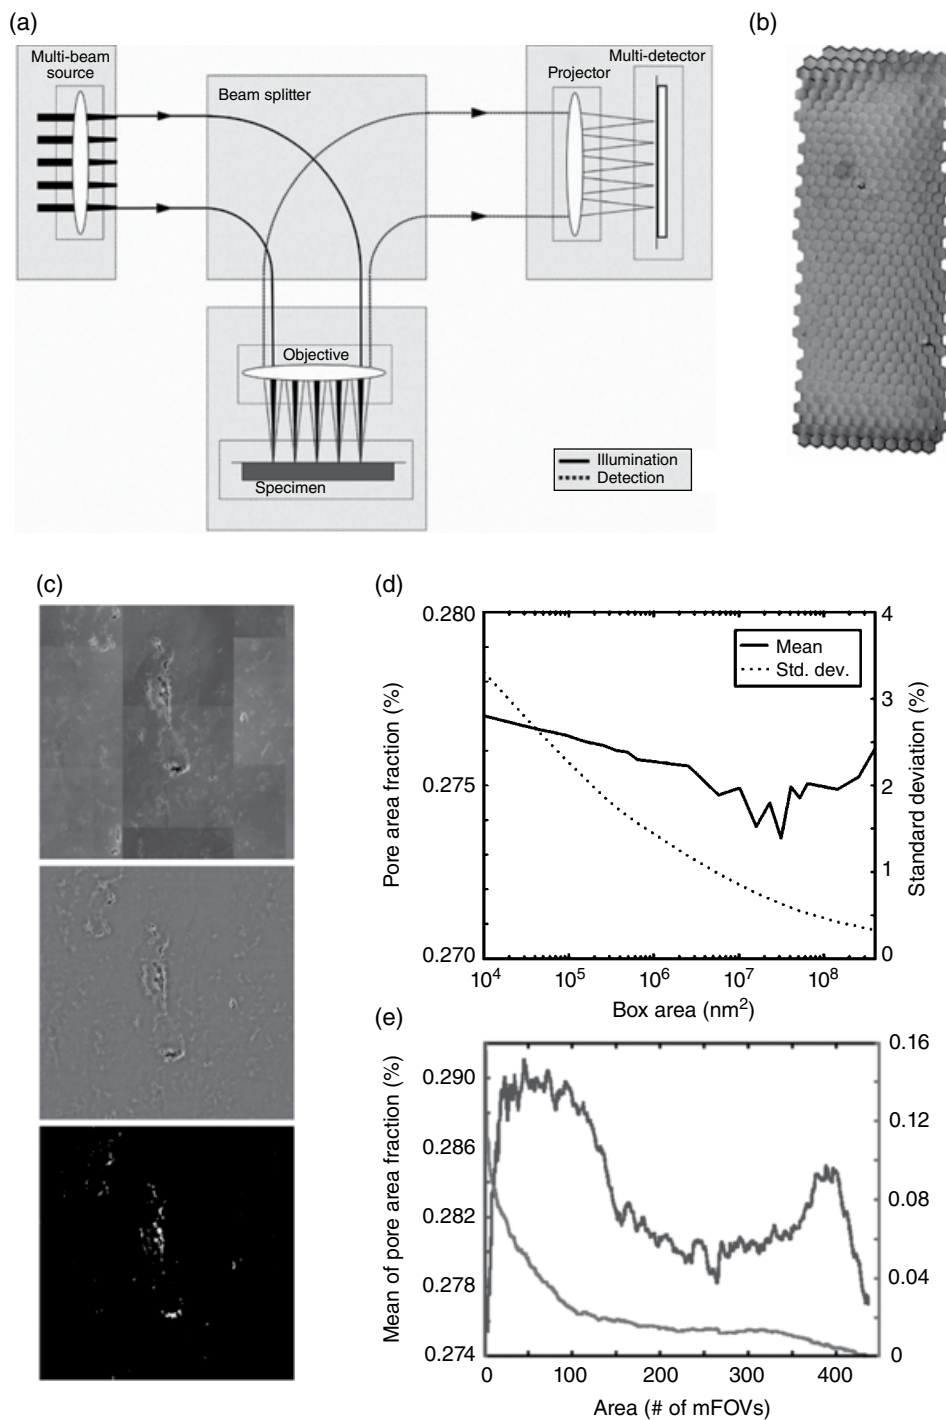 (a)
Multi-beam
source
Beam splitter
Projector
Multi-detector
Objective
Specimen
Illumination
Detection
(b)
(c)
(d)
0.280
0.275
0.270
Pore area fraction (%)
Mean
Std. dev.
4
3
2
1
0
Standard deviation (%)
10⁴
10⁵
10⁶
10⁷
10⁸
Box area (nm²)
(e)
0.290
0.286
0.282
0.278
0.274
Mean of pore area fraction (%)
0.16
0.12
0.08
0.04
0
0
100
200
300
400
Area (# of mFOVs)